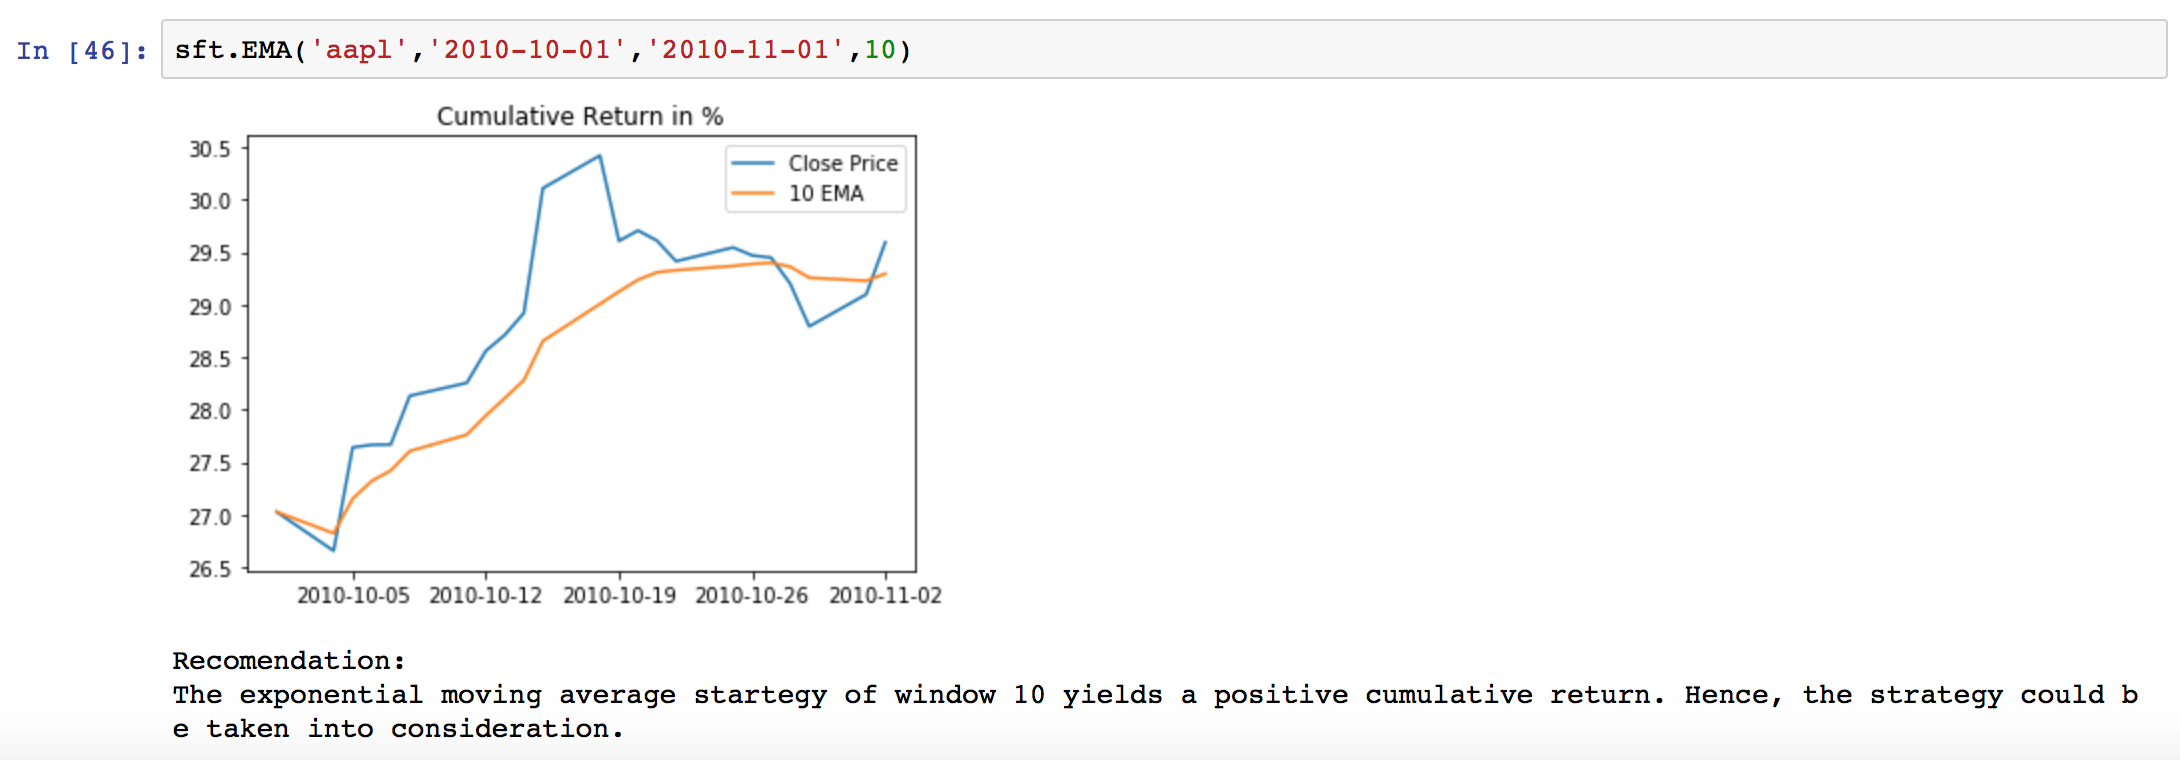 In [46]: sft.EMA('aapl','2010-10-01','2010-11-01',10)
Cumulative Return in %
30.5
30.0
29.5
29.0
28.5
28.0
27.5
27.0
26.5
Close Price
10 EMA
2010-10-05 2010-10-12 2010-10-19 2010-10-26 2010-11-02
Recomendation:
The exponential moving average startegy of window 10 yields a positive cumulative return. Hence, the strategy could b
e taken into consideration.